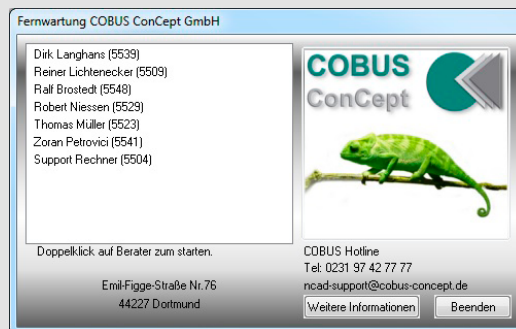 Fernwartung COBUS ConCept GmbH
Dirk Langhans (5539)
Reiner Lichtenecker (5509)
Ralf Brostedt (5548)
Robert Niessen (5529)
Thomas Müller (5523)
Zoran Petrovici (5541)
Support Rechner (5504)
COBUS
ConCept
Doppelklick auf Berater zum starten.
Emil-Figge-Straße Nr.76
44227 Dortmund
COBUS Hotline
Tel: 0231 97 42 77 77
ncad-support@cobus-concept.de
Weitere Informationen
Beenden